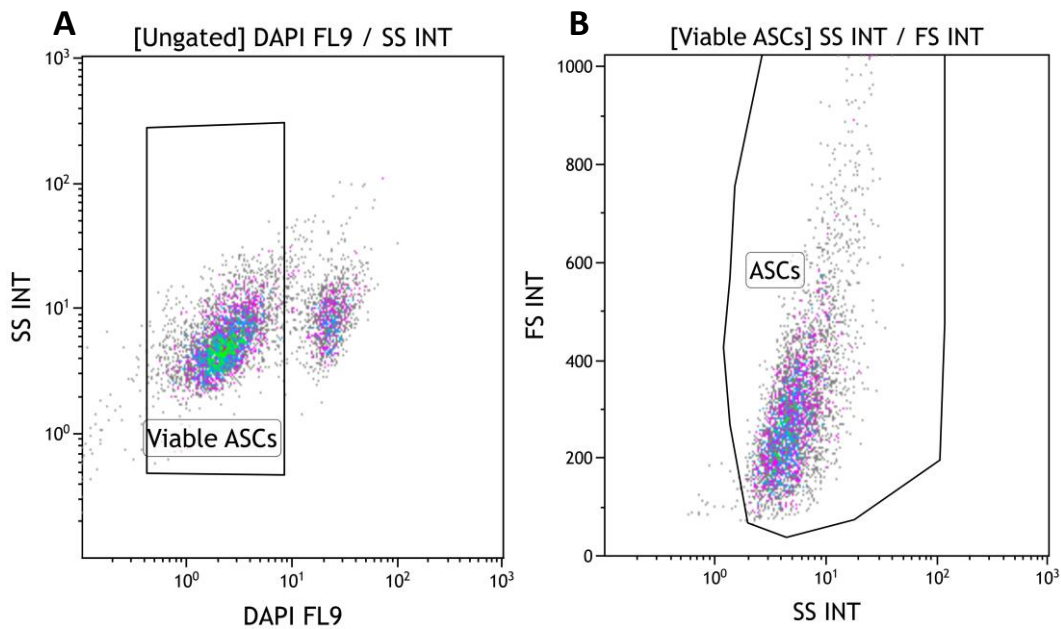 A
[Ungated] DAPI FL9 / SS INT
10³
10²
10¹
10⁰
SS INT
Viable ASCs
10⁰ 10¹ 10² 10³
DAPI FL9
B
[Viable ASCs] SS INT / FS INT
1000
800
600
400
200
0
FS INT
ASCs
10⁰ 10¹ 10² 10³
SS INT